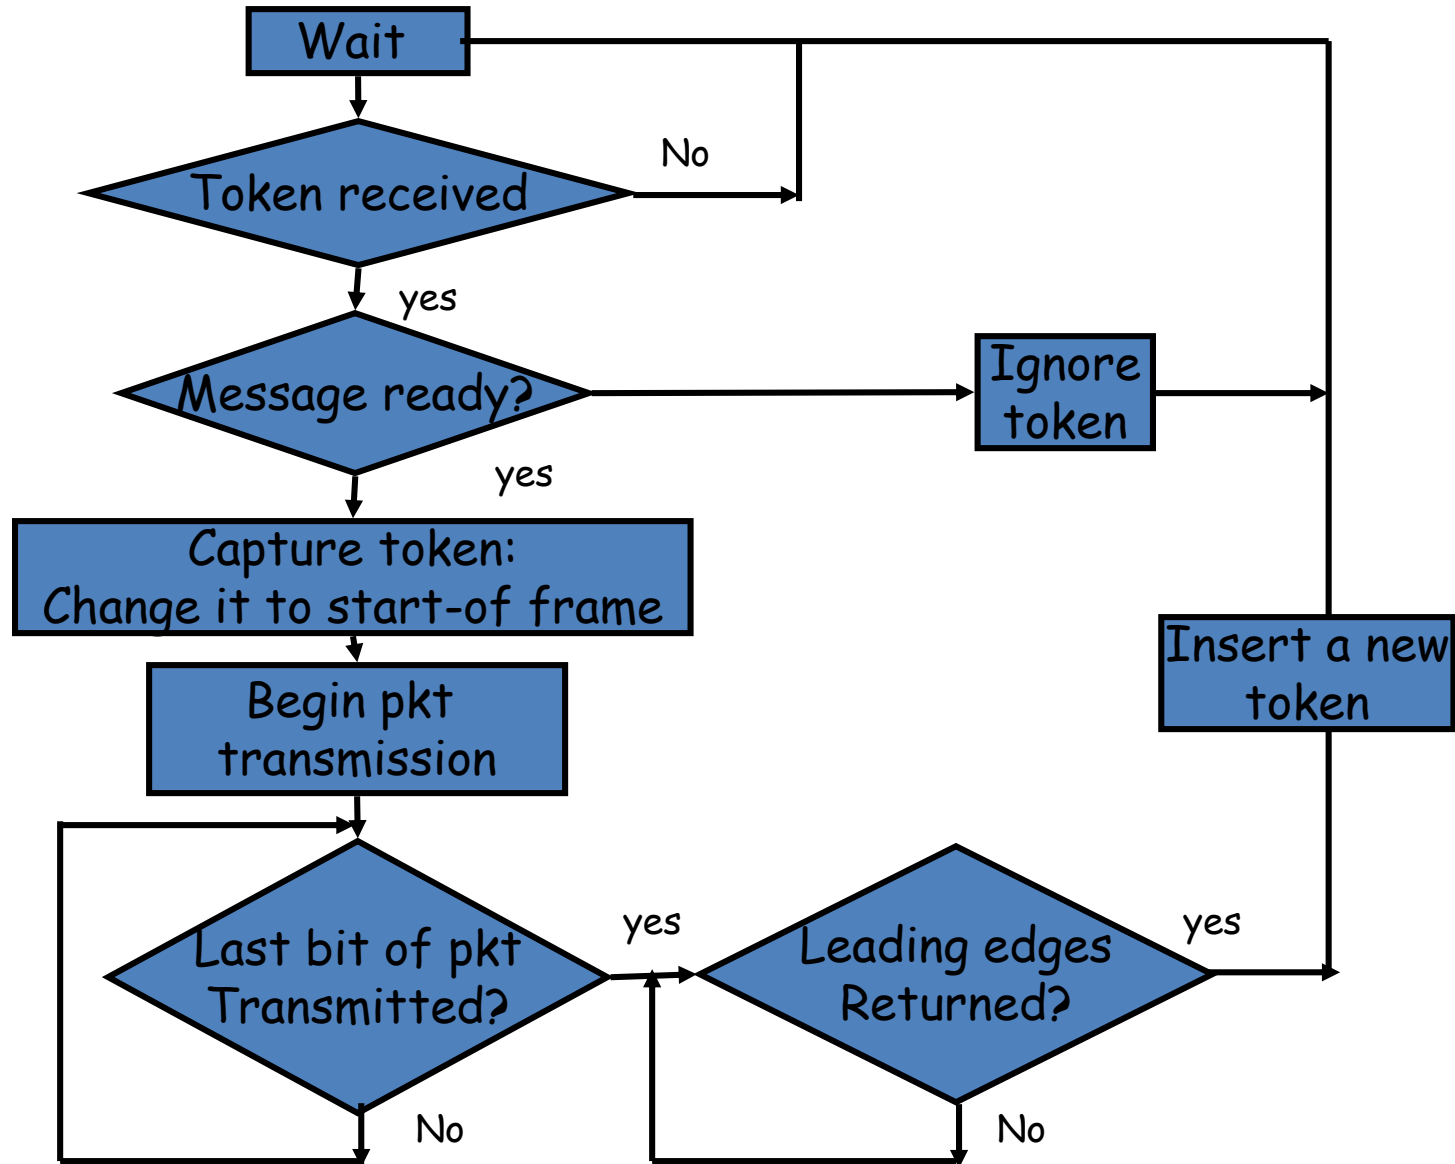 Wait
No
Token received
yes
Message ready?
Ignore
token
yes
Capture token:
Change it to start-of frame
Insert a new
token
Begin pkt
transmission
Last bit of pkt
Transmitted?
yes
Leading edges
Returned?
yes
No
No